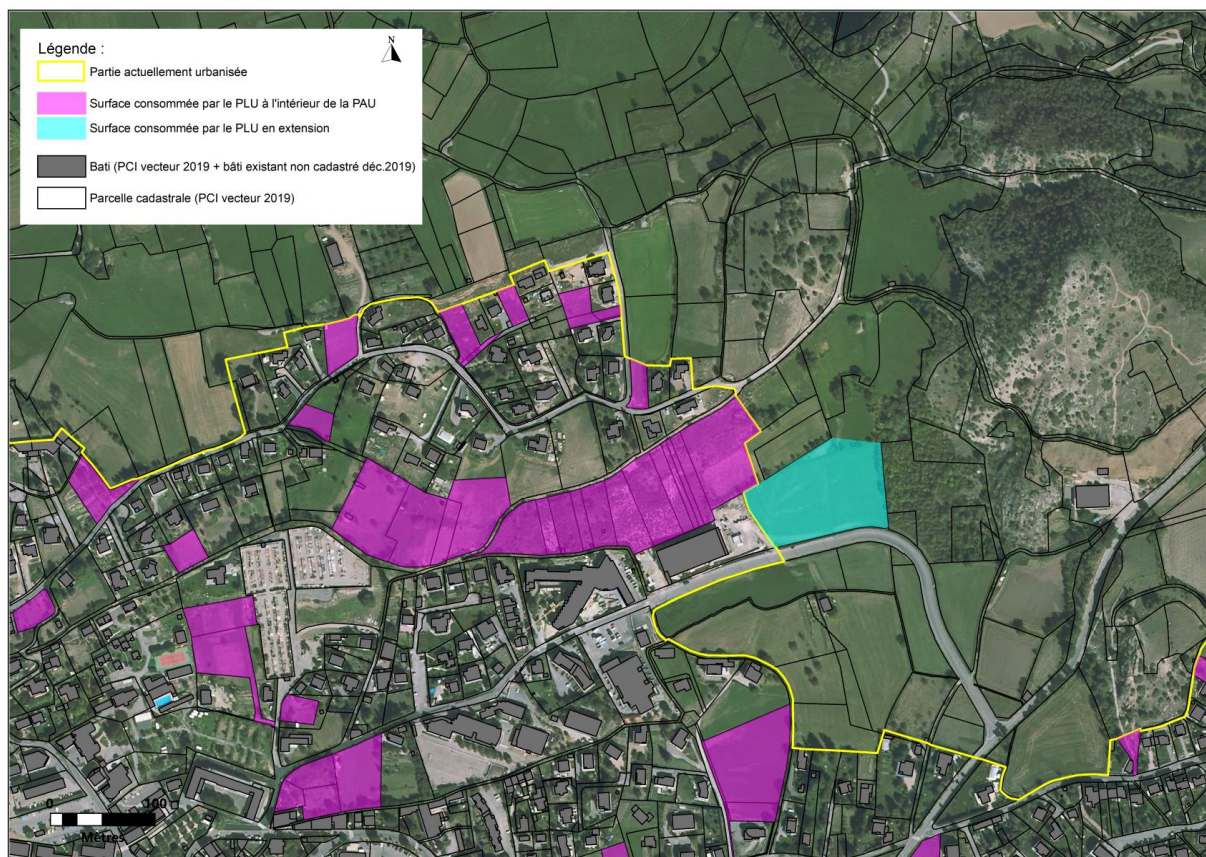 Légende :
N
Partie actuellement urbanisée
Surface consommée par le PLU à l'intérieur de la PAU
Surface consommée par le PLU en extension
Bati (PCI vecteur 2019 + bâti existant non cadastré déc.2019)
Parcelle cadastrale (PCI vecteur 2019)
0 100
Mètres